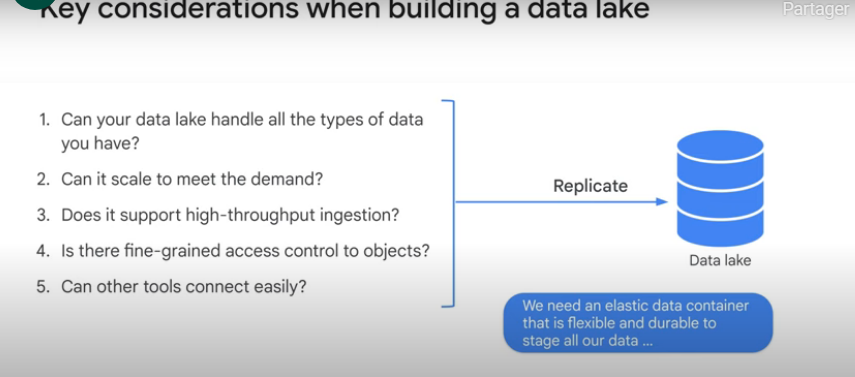 Key considerations when building a data lake
Partager
1. Can your data lake handle all the types of data
you have?
2. Can it scale to meet the demand?
3. Does it support high-throughput ingestion?
4. Is there fine-grained access control to objects?
5. Can other tools connect easily?
Replicate
Data lake
We need an elastic data container
that is flexible and durable to
stage all our data ...